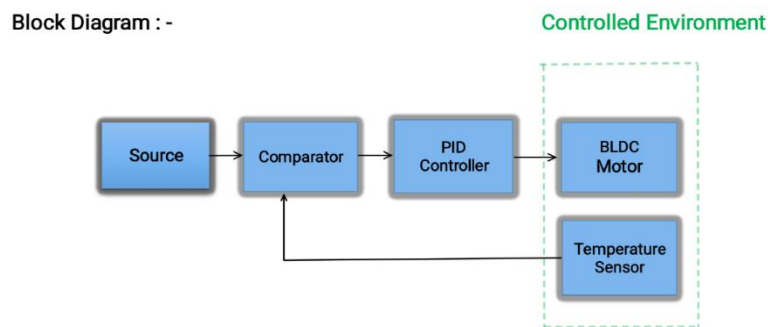 Block Diagram : -
Controlled Environment
Source
Comparator
PID
Controller
BLDC
Motor
Temperature
Sensor